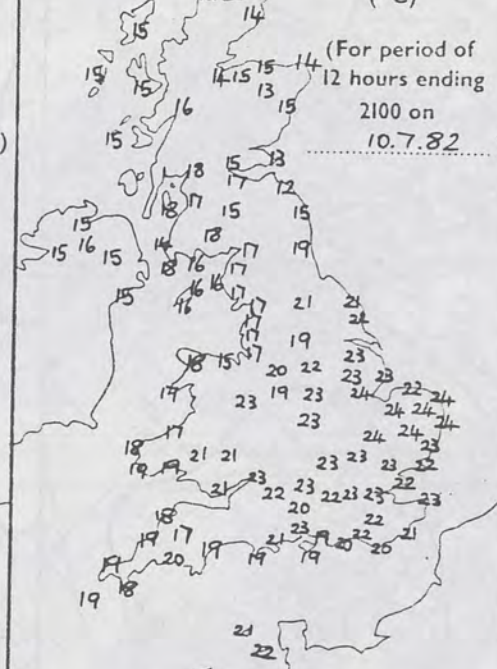 14
15
(For period of
12 hours ending
2100 on
10.7.82
15 15 14 15 15 14
13
16 15
15
18 15 13
17 12
18 17 15 15
15 18
15 16 15 14 17 19
18 16 17
15 16 16 17
16 17 21 21
17 21
17 19
18 15 17 23
20 22 23 23
19 19 23 24 22 24
23 24 24
23 24 24 24
17 23
18 21 21 23 23 23 22
19 19 23 22
21 22 23 22 23 23 23
18 20 22
19 17 23 19 22 21
19 20 19 19 21 19 20 20
18
19
21
22